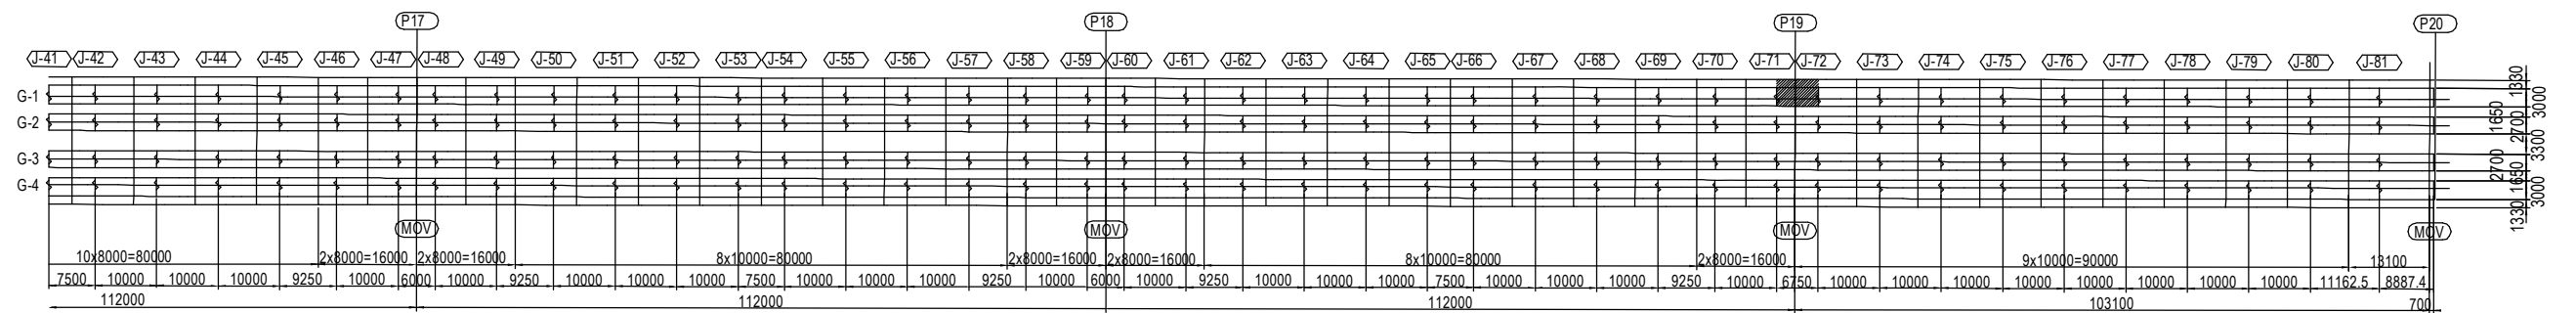 P17 P18 P19 P20
J-41 J-42 J-43 J-44 J-45 J-46 J-47 J-48 J-49 J-50 J-51 J-52 J-53 J-54 J-55 J-56 J-57 J-58 J-59 J-60 J-61 J-62 J-63 J-64 J-65 J-66 J-67 J-68 J-69 J-70 J-71 J-72 J-73 J-74 J-75 J-76 J-77 J-78 J-79 J-80 J-81
G-1
G-2
G-3
G-4
1330 1650 2700 2700 1650 1330
3000 3300 3000
MOV MOV MOV MOV
10x8000=80000 2x8000=16000 2x8000=16000 8x10000=80000 2x8000=16000 2x8000=16000 8x10000=80000 2x8000=16000 9x10000=90000 13100
7500 10000 10000 10000 9250 10000 6000 10000 9250 10000 10000 10000 7500 10000 10000 10000 9250 10000 6000 10000 9250 10000 10000 10000 7500 10000 10000 10000 9250 10000 6750 10000 10000 10000 10000 10000 10000 10000 10000 11162.5 8887.4
112000 112000 112000 103100 700